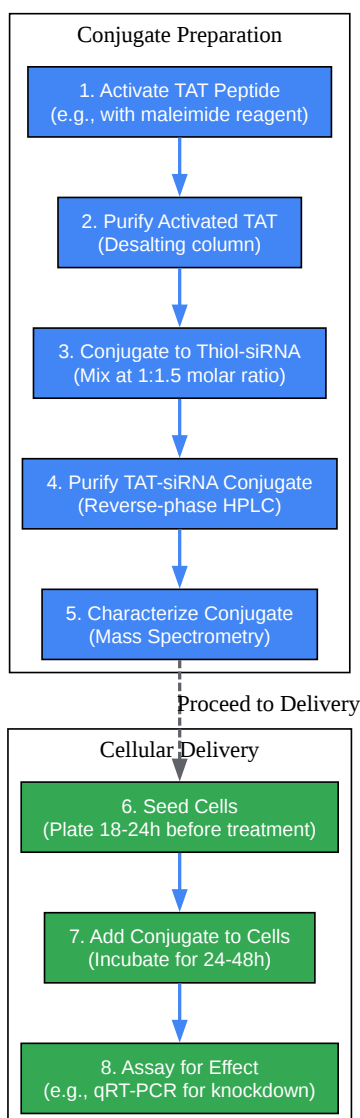 Conjugate Preparation
1. Activate TAT Peptide
(e.g., with maleimide reagent)
2. Purify Activated TAT
(Desalting column)
3. Conjugate to Thiol-siRNA
(Mix at 1:1.5 molar ratio)
4. Purify TAT-siRNA Conjugate
(Reverse-phase HPLC)
5. Characterize Conjugate
(Mass Spectrometry)
Proceed to Delivery
Cellular Delivery
6. Seed Cells
(Plate 18-24h before treatment)
7. Add Conjugate to Cells
(Incubate for 24-48h)
8. Assay for Effect
(e.g., qRT-PCR for knockdown)